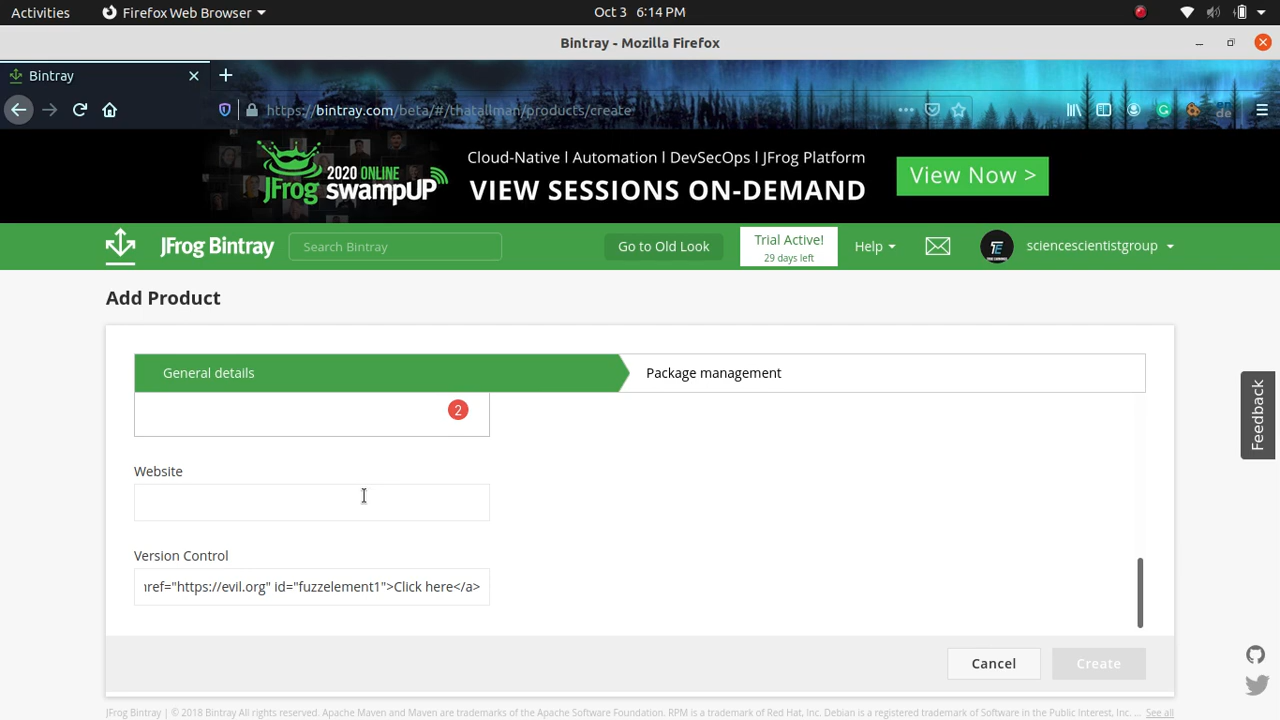 Activities Firefox Web Browser Oct 3 6:14 PM
Bintray - Mozilla Firefox
Bintray
https://bintray.com/beta/#/thatallman/products/create
de
JFrog 2020 ONLINE swampUP
Cloud-Native | Automation | DevSecOps | JFrog Platform
VIEW SESSIONS ON-DEMAND
View Now >
JFrog Bintray Search Bintray Go to Old Look Trial Active! Help sciencescientistgroup
29 days left
Add Product
General details Package management
2
Website
Version Control
href="https://evil.org" id="fuzzelement1">Click here</a>
Cancel Create
Feedback
JFrog Bintray | © 2018 Bintray All rights reserved. Apache Maven and Maven are trademarks of the Apache Software Foundation. RPM is a trademark of Red Hat, Inc. Debian is a registered trademark of Software in the Public Interest, Inc. ... See all